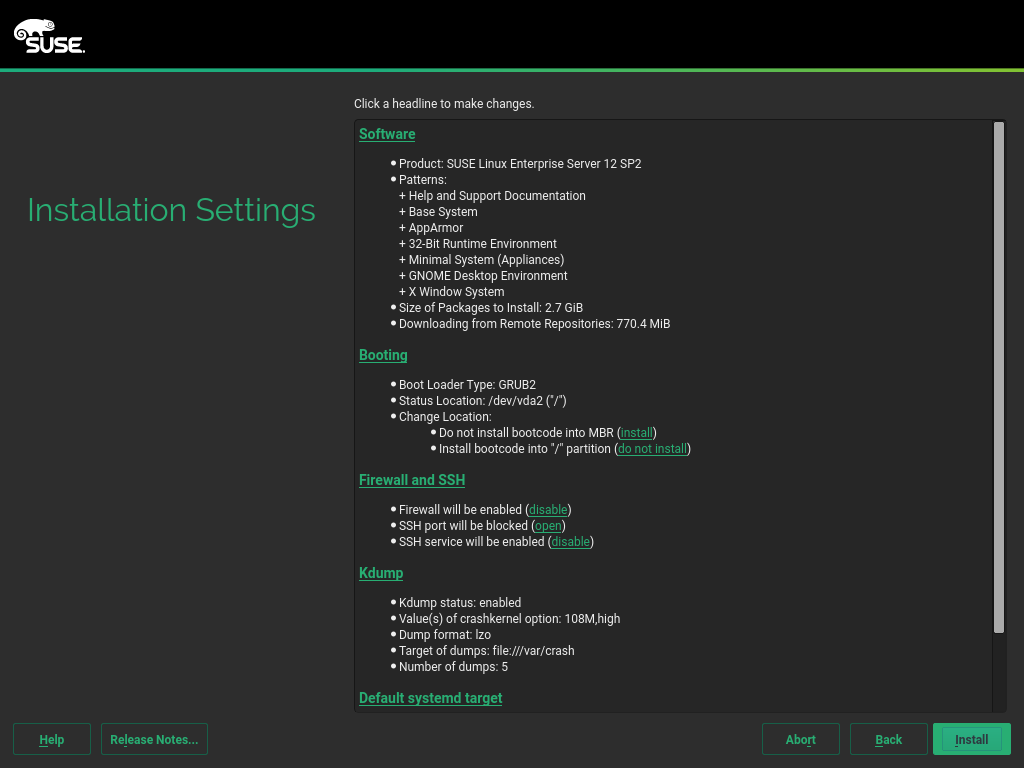 SUSE.
Click a headline to make changes.
Installation Settings
Software
Product: SUSE Linux Enterprise Server 12 SP2
Patterns:
+ Help and Support Documentation
+ Base System
+ AppArmor
+ 32-Bit Runtime Environment
+ Minimal System (Appliances)
+ GNOME Desktop Environment
+ X Window System
Size of Packages to Install: 2.7 GiB
Downloading from Remote Repositories: 770.4 MiB
Booting
Boot Loader Type: GRUB2
Status Location: /dev/vda2 ("/")
Change Location:
Do not install bootcode into MBR (install)
Install bootcode into "/" partition (do not install)
Firewall and SSH
Firewall will be enabled (disable)
SSH port will be blocked (open)
SSH service will be enabled (disable)
Kdump
Kdump status: enabled
Value(s) of crashkernel option: 108M,high
Dump format: lzo
Target of dumps: file:///var/crash
Number of dumps: 5
Default systemd target
Help
Release Notes...
Abort
Back
Install